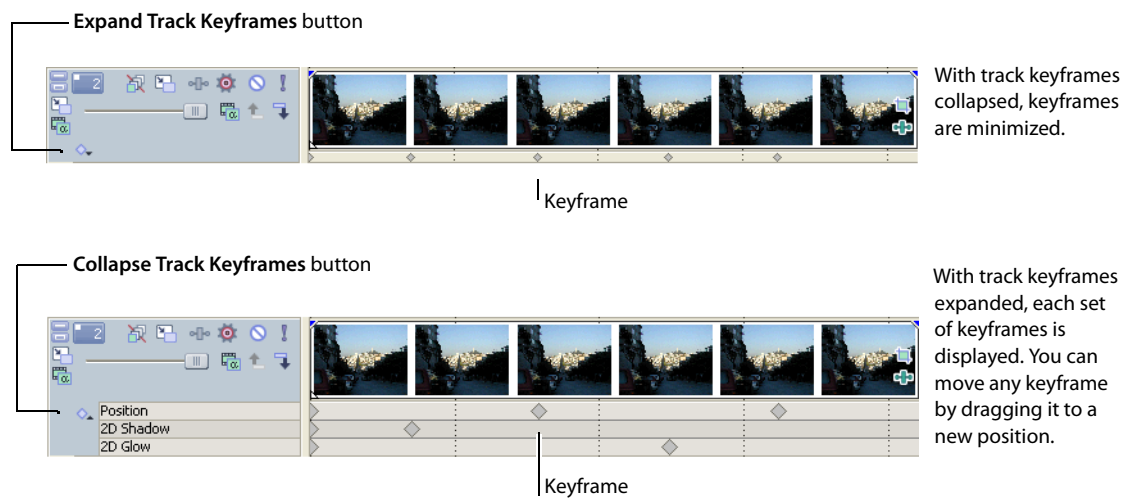 Expand Track Keyframes button
2
With track keyframes
collapsed, keyframes
are minimized.
Keyframe
Collapse Track Keyframes button
With track keyframes
expanded, each set
of keyframes is
displayed. You can
move any keyframe
by dragging it to a
new position.
2
Position
2D Shadow
2D Glow
Keyframe